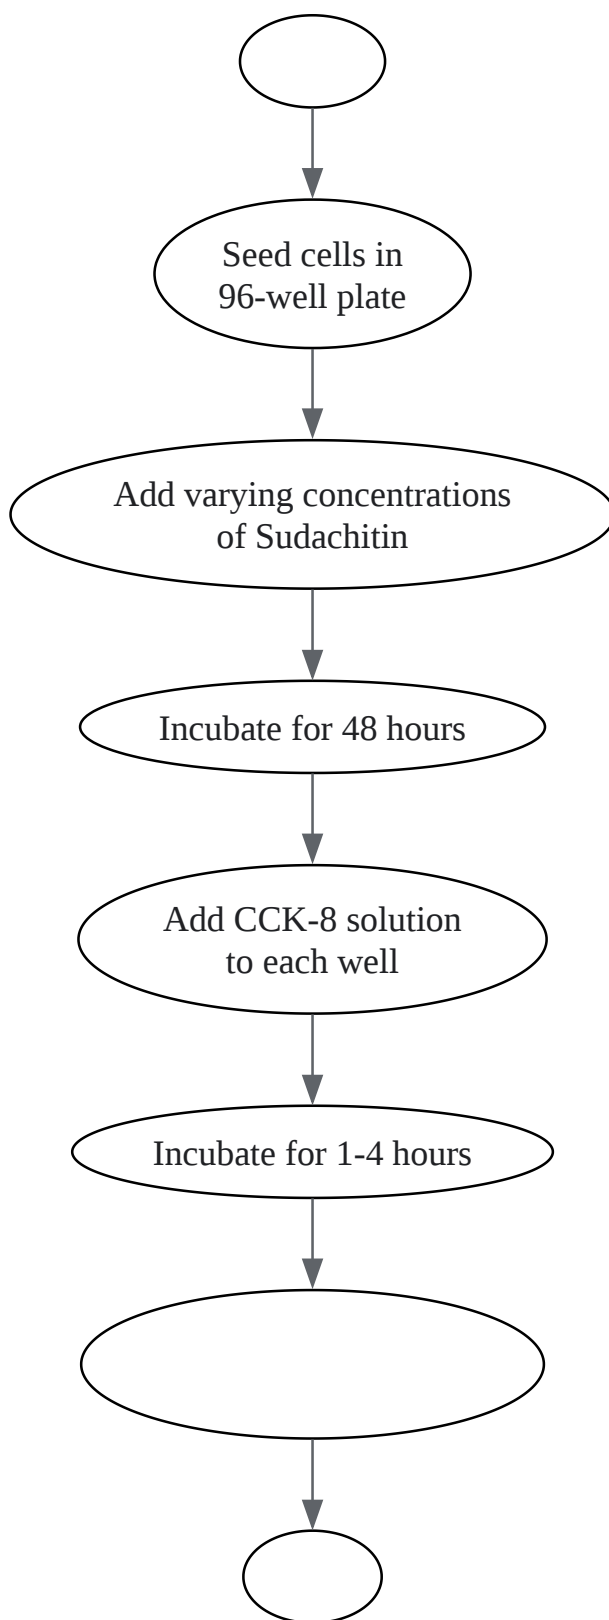 Seed cells in
96-well plate
Add varying concentrations
of Sudachitin
Incubate for 48 hours
Add CCK-8 solution
to each well
Incubate for 1-4 hours